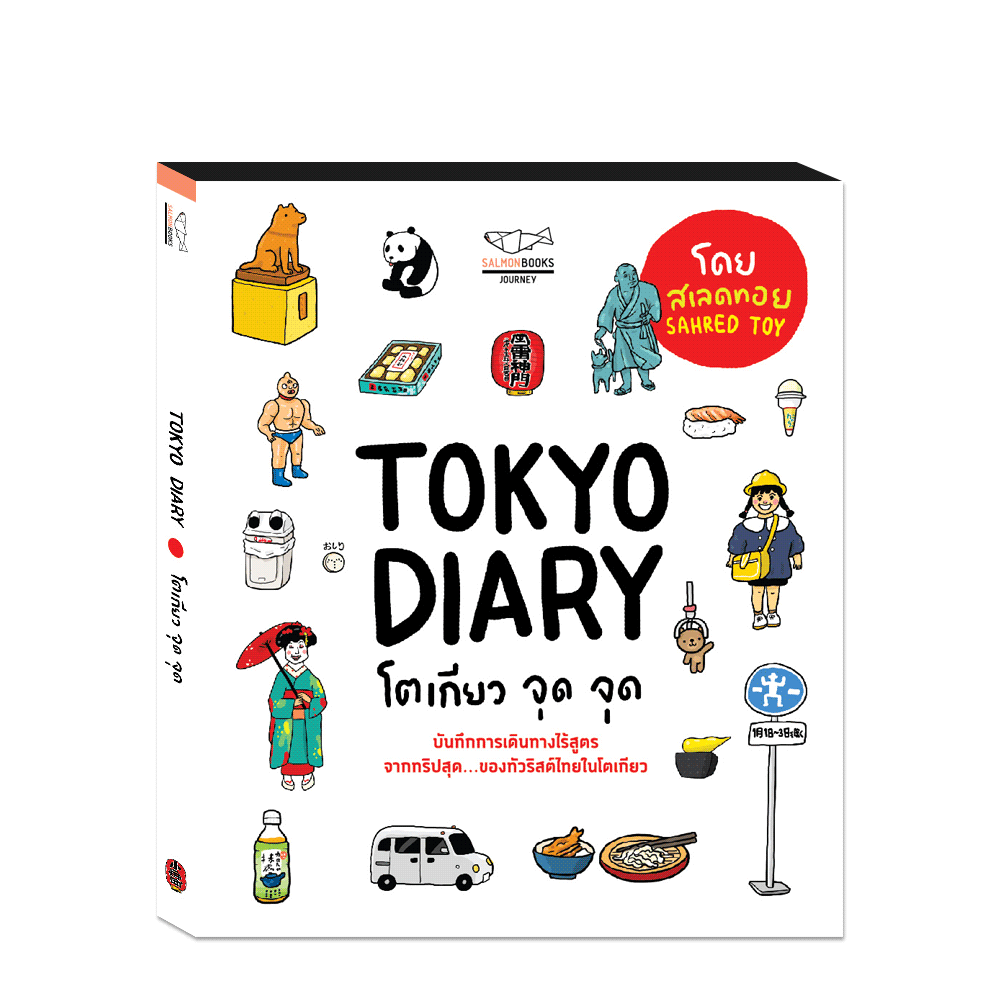 SALMONBOOKS
JOURNEY
โดย
สเลดทอย
SAHRED TOY
雷神門
TOKYO
DIARY
おしり
โตเกียว จุด จุด
บันทึกการเดินทางไร้สูตร
จากทริปสุด...ของทัวริสต์ไทยในโตเกียว
SALMONBOOKS
TOKYO DIARY
โตเกียว จุด จุด